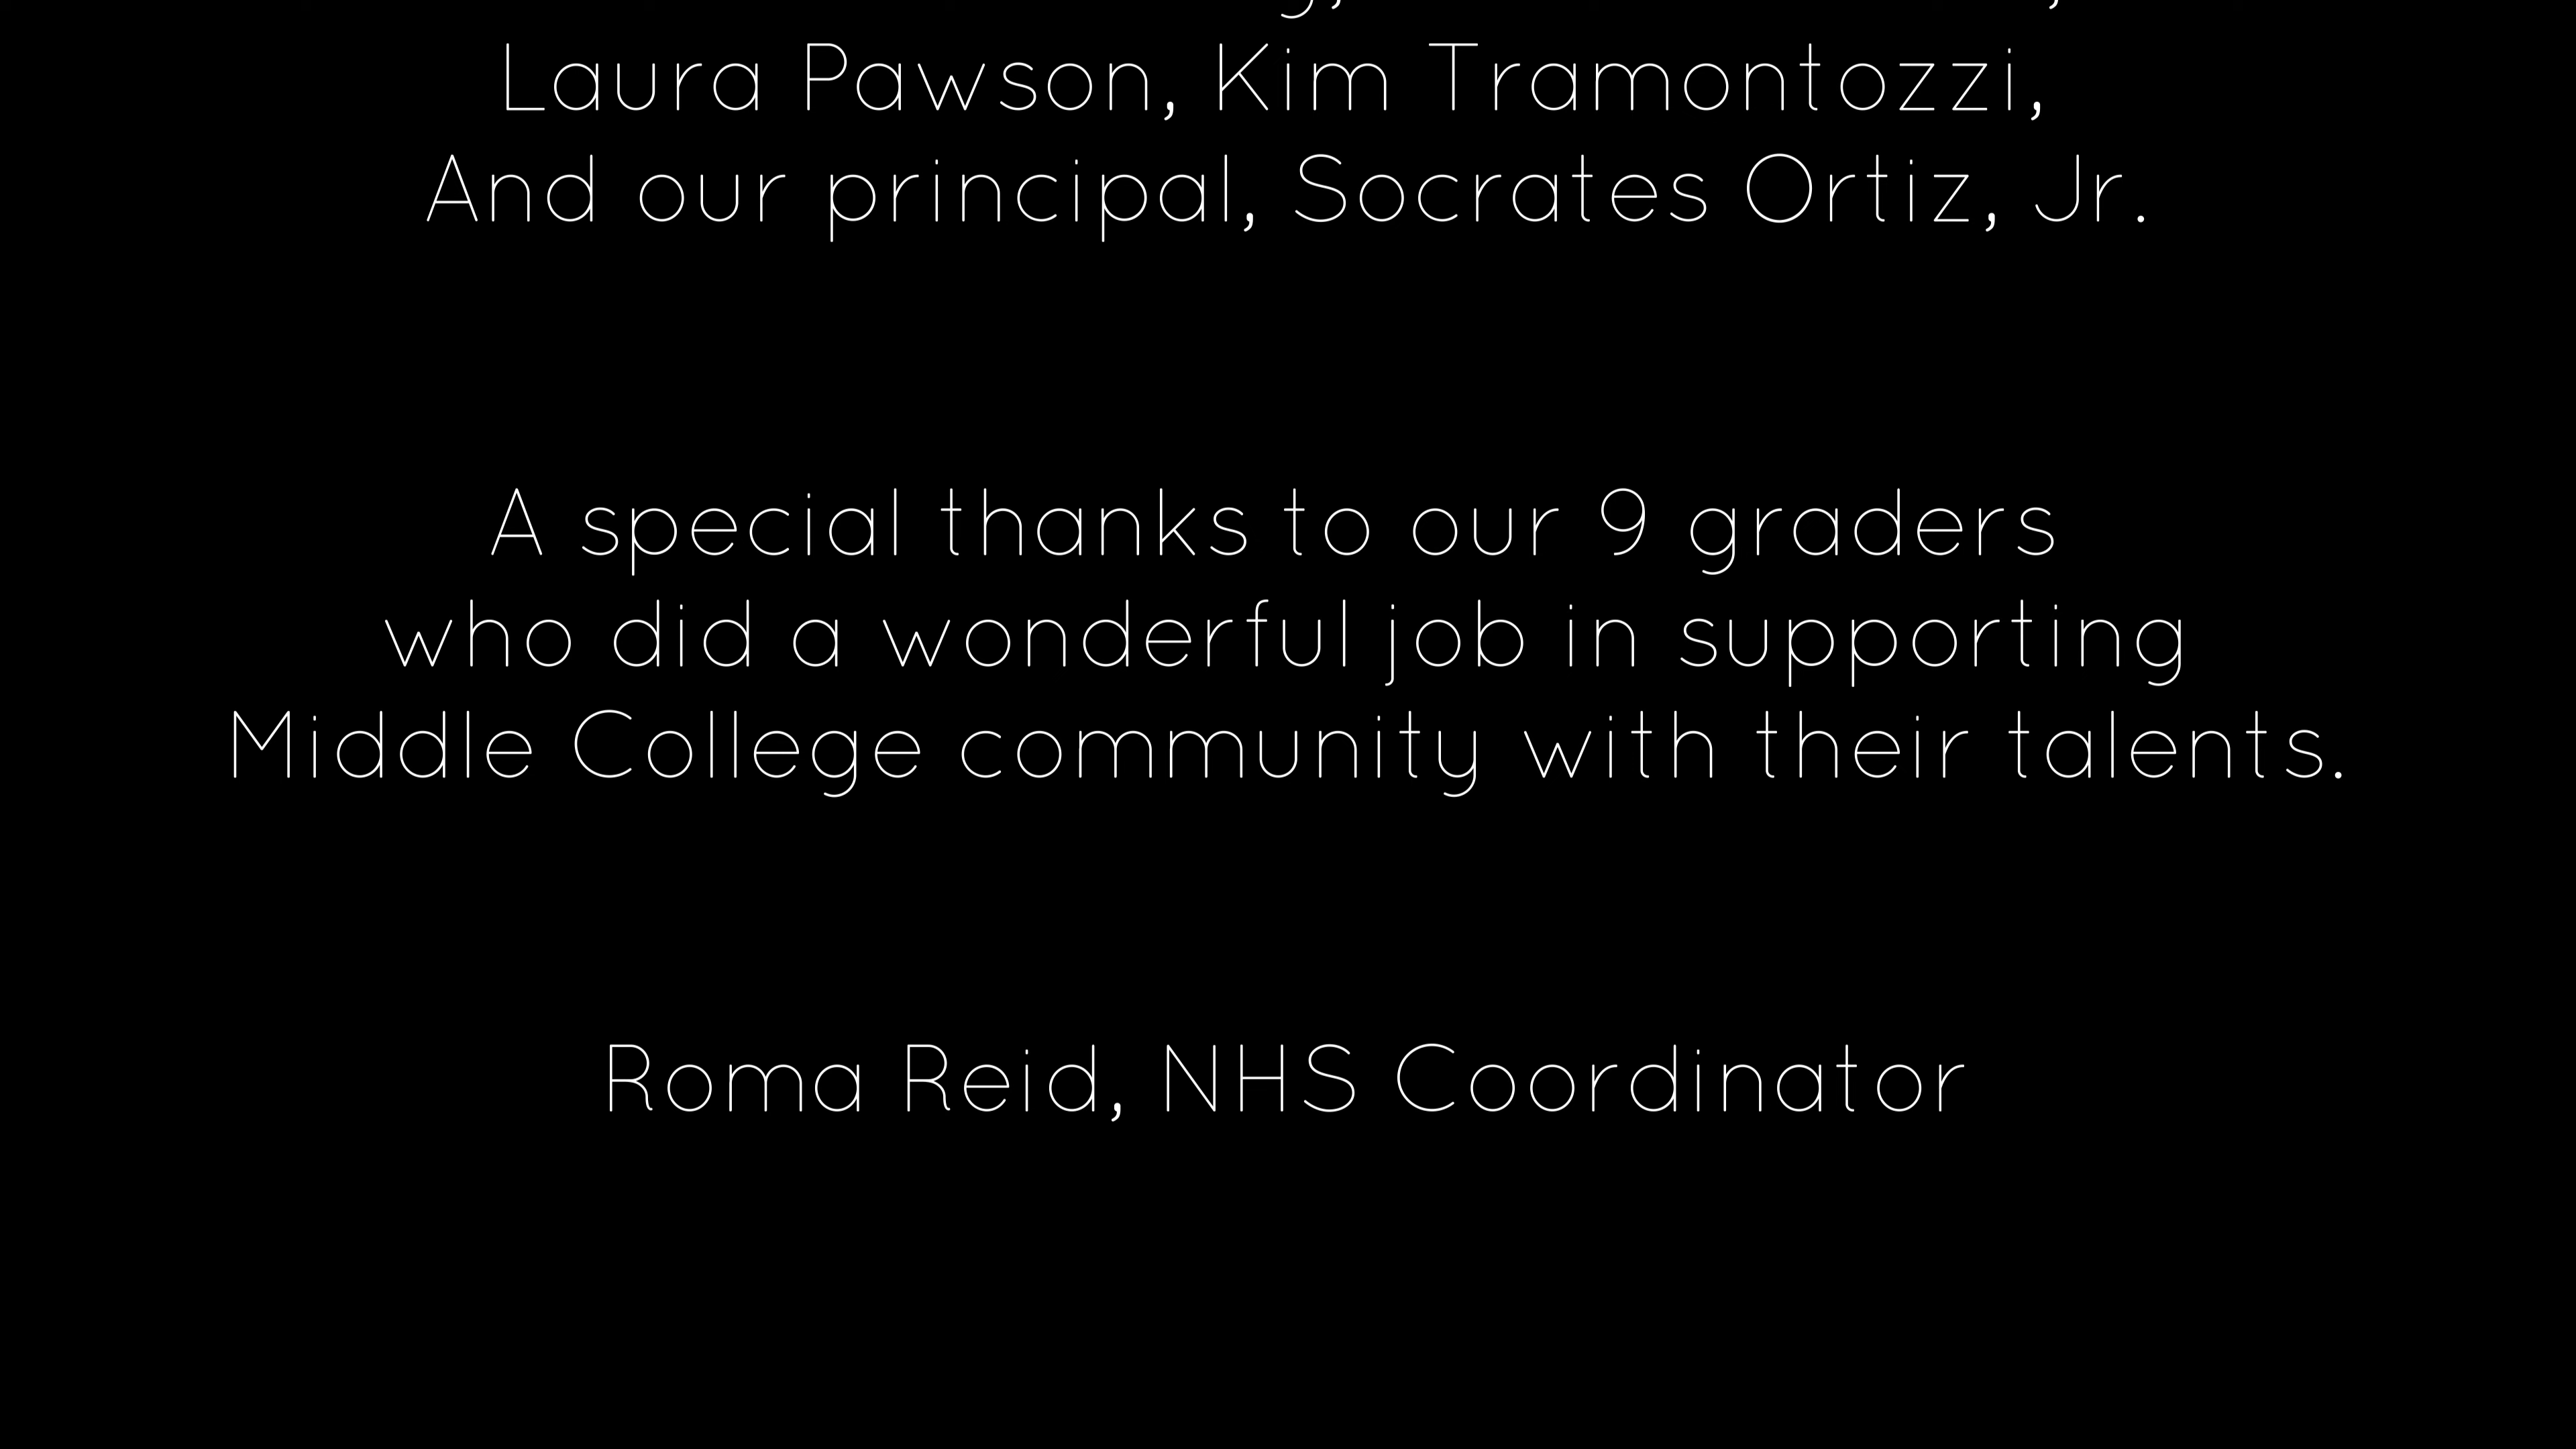 Laura Pawson, Kim Tramontozzi,
And our principal, Socrates Ortiz, Jr.
A special thanks to our 9 graders
who did a wonderful job in supporting
Middle College community with their talents.
Roma Reid, NHS Coordinator